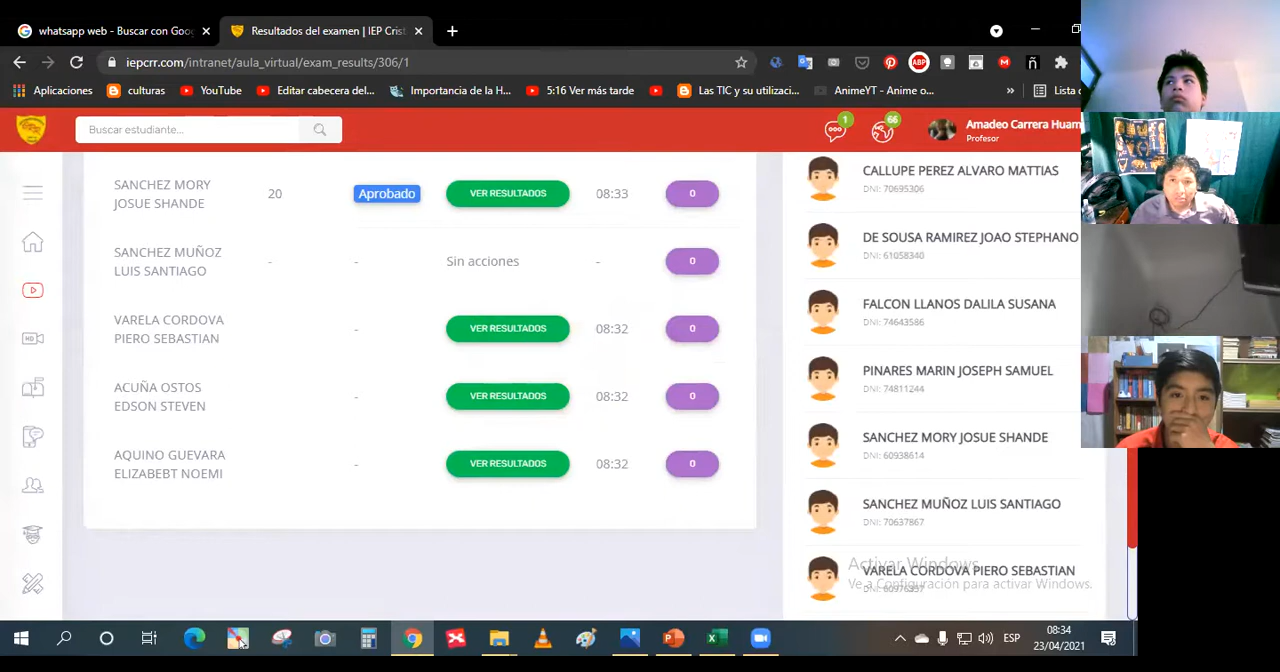 whatsapp web - Buscar con Goog
Resultados del examen | IEP Crist
iepcrr.com/intranet/aula_virtual/exam_results/306/1
Aplicaciones culturas YouTube Editar cabecera del... Importancia de la H... 5:16 Ver más tarde Las TIC y su utilizaci... AnimeYT - Anime o... » Lista
Buscar estudiante...
1
66
Amadeo Carrera Huam
Profesor
SANCHEZ MORY
JOSUE SHANDE
20 Aprobado VER RESULTADOS 08:33 0
SANCHEZ MUÑOZ
LUIS SANTIAGO
- - Sin acciones - 0
VARELA CORDOVA
PIERO SEBASTIAN
- VER RESULTADOS 08:32 0
ACUÑA OSTOS
EDSON STEVEN
- VER RESULTADOS 08:32 0
AQUINO GUEVARA
ELIZABEBT NOEMI
- VER RESULTADOS 08:32 0
CALLUPE PEREZ ALVARO MATTIAS
DNI: 70695306
DE SOUSA RAMIREZ JOAO STEPHANO
DNI: 61058340
FALCON LLANOS DALILA SUSANA
DNI: 74643586
PINARES MARIN JOSEPH SAMUEL
DNI: 74811244
SANCHEZ MORY JOSUE SHANDE
DNI: 60938614
SANCHEZ MUÑOZ LUIS SANTIAGO
DNI: 70637867
VARELA CORDOVA PIERO SEBASTIAN
DNI:
Activar Windows
Ve a Configuración para activar Windows.
ESP
08:34
23/04/2021